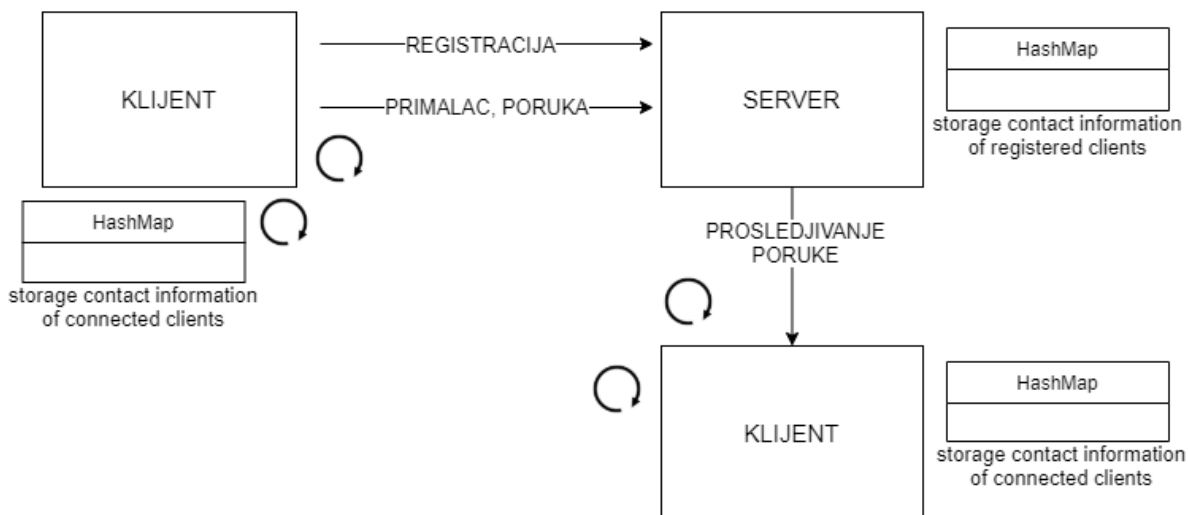 KLIJENT
REGISTRACIJA
PRIMALAC, PORUKA
SERVER
HashMap
storage contact information
of registered clients
HashMap
storage contact information
of connected clients
PROSLEDJIVANJE
PORUKE
KLIJENT
HashMap
storage contact information
of connected clients